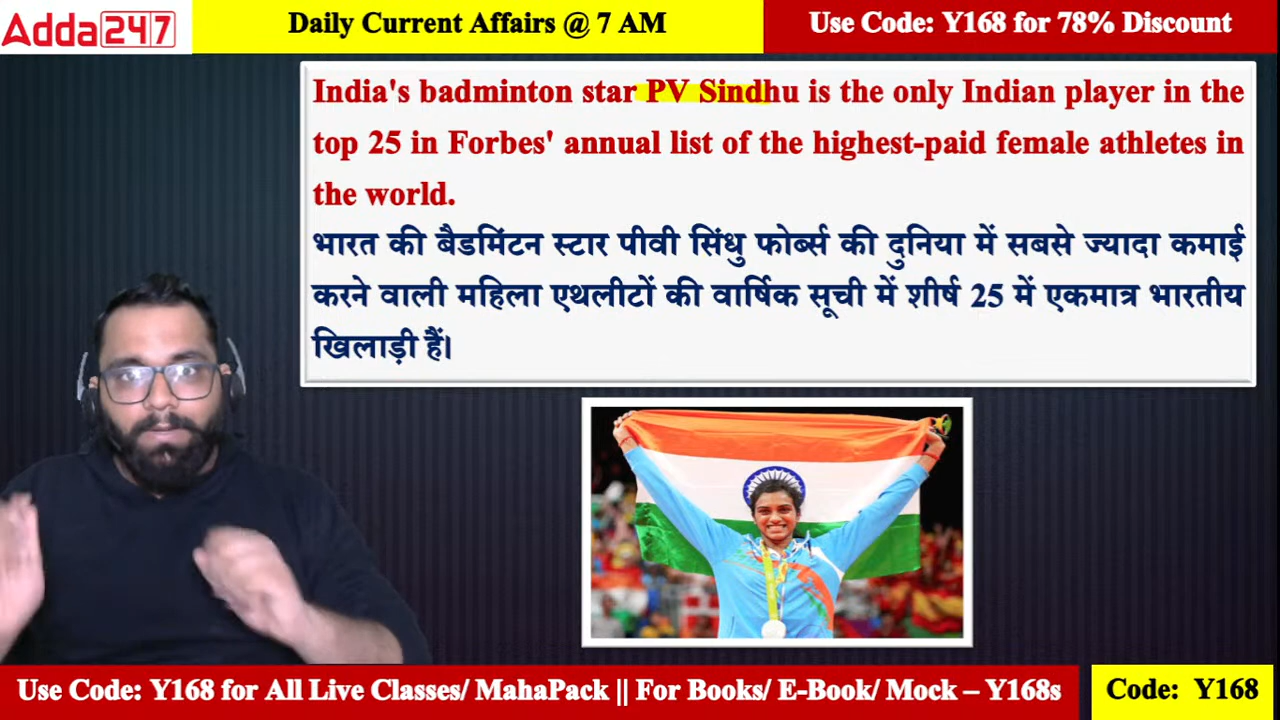 Adda247
Daily Current Affairs @ 7 AM
Use Code: Y168 for 78% Discount
India's badminton star PV Sindhu is the only Indian player in the
top 25 in Forbes' annual list of the highest-paid female athletes in
the world.
भारत की बैडमिंटन स्टार पीवी सिंधु फोर्ब्स की दुनिया में सबसे ज्यादा कमाई
करने वाली महिला एथलीटों की वार्षिक सूची में शीर्ष 25 में एकमात्र भारतीय
खिलाड़ी हैं।
Use Code: Y168 for All Live Classes/ MahaPack || For Books/ E-Book/ Mock – Y168s
Code: Y168